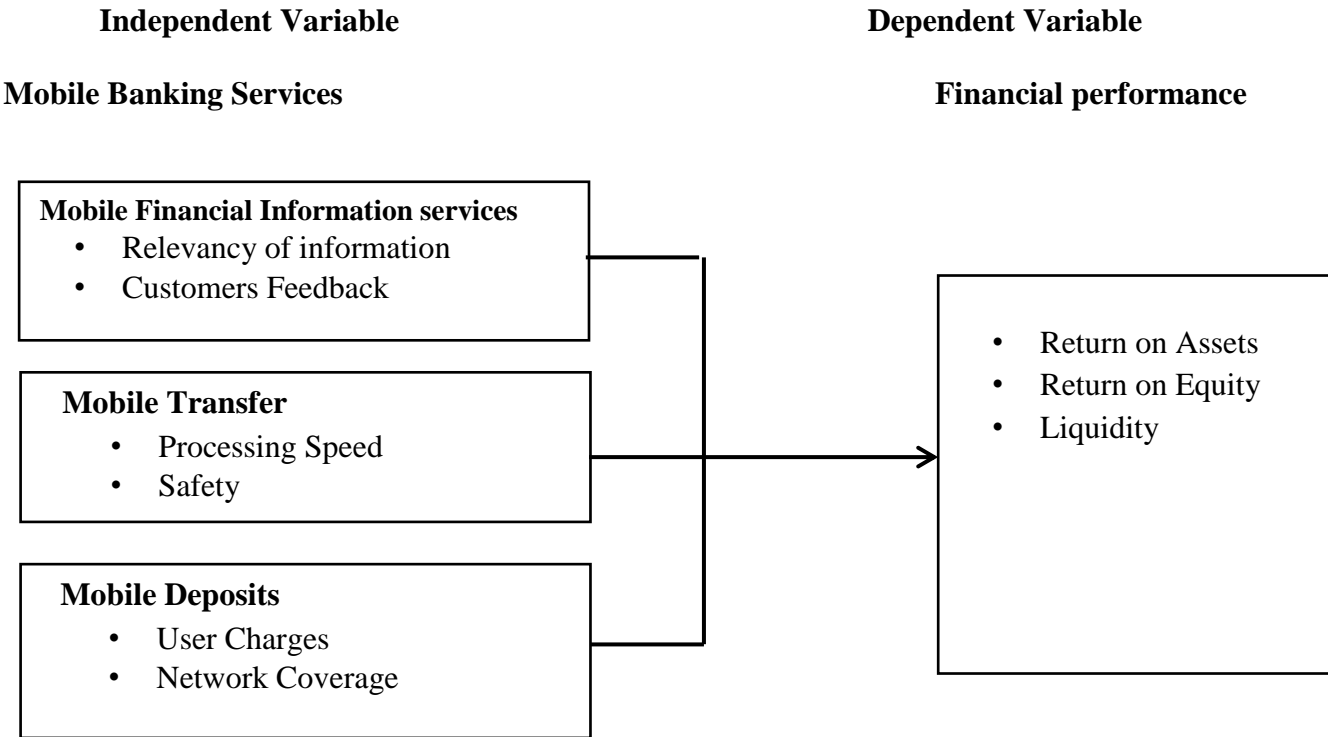 Independent Variable
Dependent Variable
Mobile Banking Services
Financial performance
Mobile Financial Information services
• Relevancy of information
• Customers Feedback
Mobile Transfer
• Processing Speed
• Safety
Mobile Deposits
• User Charges
• Network Coverage
• Return on Assets
• Return on Equity
• Liquidity